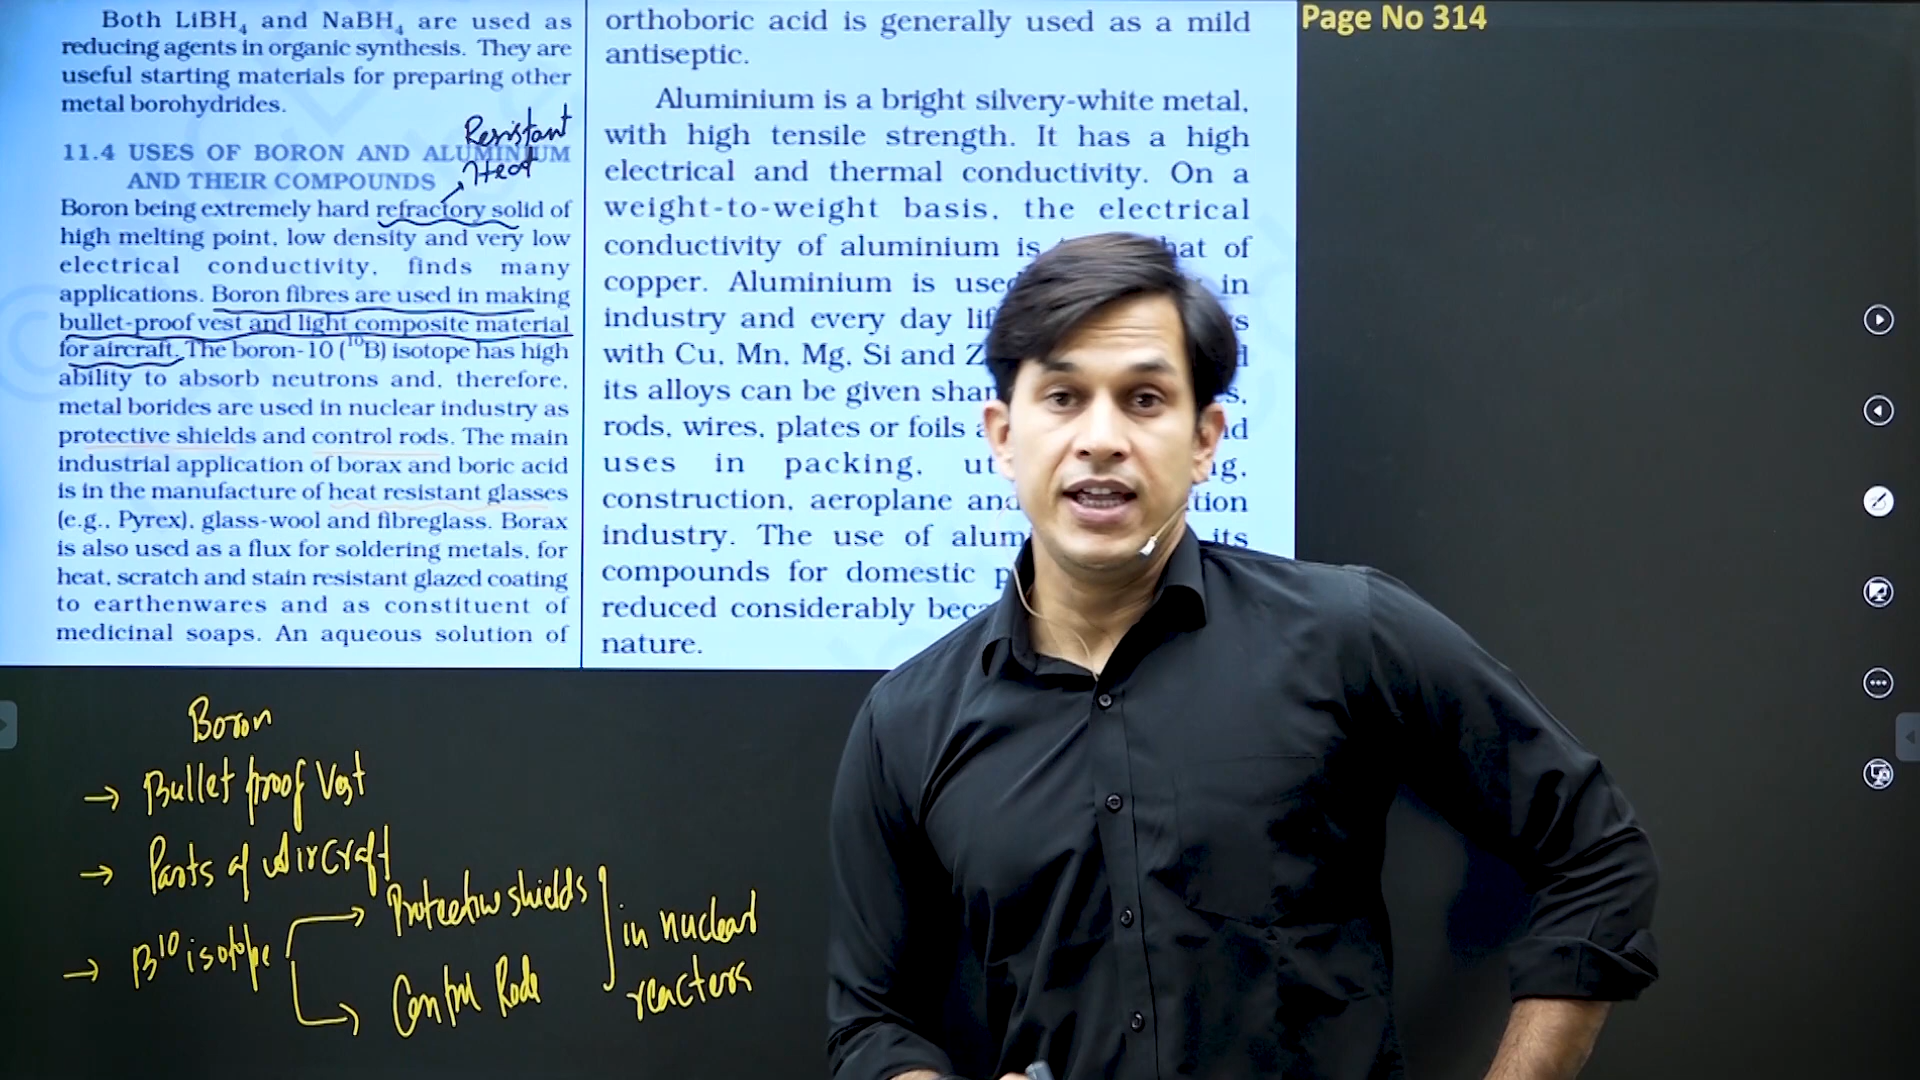 Both LiBH4 and NaBH4 are used as
reducing agents in organic synthesis. They are
useful starting materials for preparing other
metal borohydrides.
Resistant
11.4 USES OF BORON AND ALUMINIUM
Heat
AND THEIR COMPOUNDS
Boron being extremely hard refractory solid of
high melting point, low density and very low
electrical conductivity, finds many
applications. Boron fibres are used in making
bullet-proof vest and light composite material
for aircraft. The boron-10 (10B) isotope has high
ability to absorb neutrons and, therefore,
metal borides are used in nuclear industry as
protective shields and control rods. The main
industrial application of borax and boric acid
is in the manufacture of heat resistant glasses
(e.g., Pyrex), glass-wool and fibreglass. Borax
is also used as a flux for soldering metals, for
heat, scratch and stain resistant glazed coating
to earthenwares and as constituent of
medicinal soaps. An aqueous solution of
orthoboric acid is generally used as a mild
antiseptic.
Aluminium is a bright silvery-white metal,
with high tensile strength. It has a high
electrical and thermal conductivity. On a
weight-to-weight basis, the electrical
conductivity of aluminium is that of
copper. Aluminium is used in
industry and every day
with Cu, Mn, Mg, Si and
its alloys can be given
rods, wires, plates or foils
uses in packing,
construction, aeroplane and
industry. The use of its
compounds for domestic
reduced considerably
nature.
Page No 314
Boron
→ Bullet proof Vest
→ Parts of AirCraft
→ B10 isotope
Protective shields
Control Rods
in nuclear
reactors